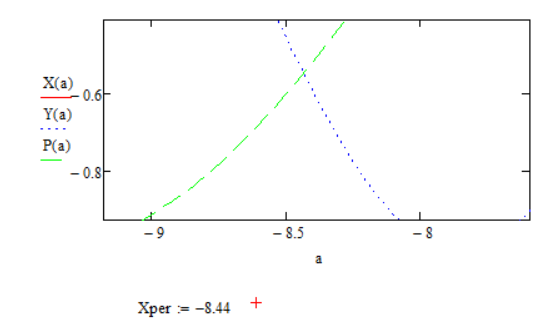 X(a)
− 0.6
Y(a)
P(a)
− 0.8
− 9 − 8.5 − 8
a
Xper := −8.44